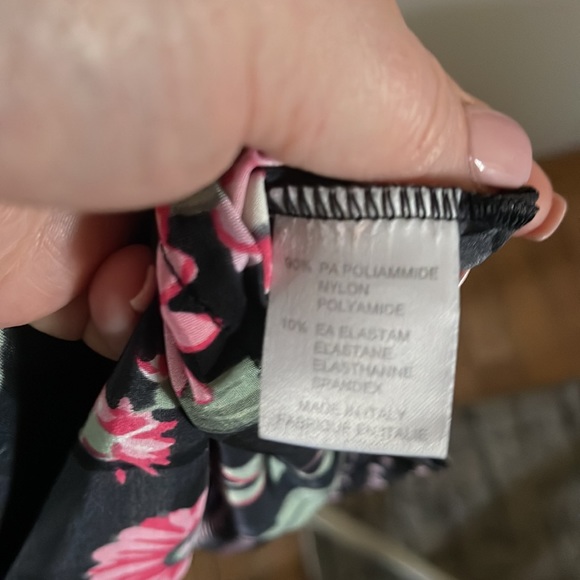 90% PA POLIAMMIDE
NYLON
POLYAMIDE
10% EA ELASTAM
ELASTANE
ELASTHANNE
SPANDEX
MADE IN ITALY
FABRIQUE EN ITALIE